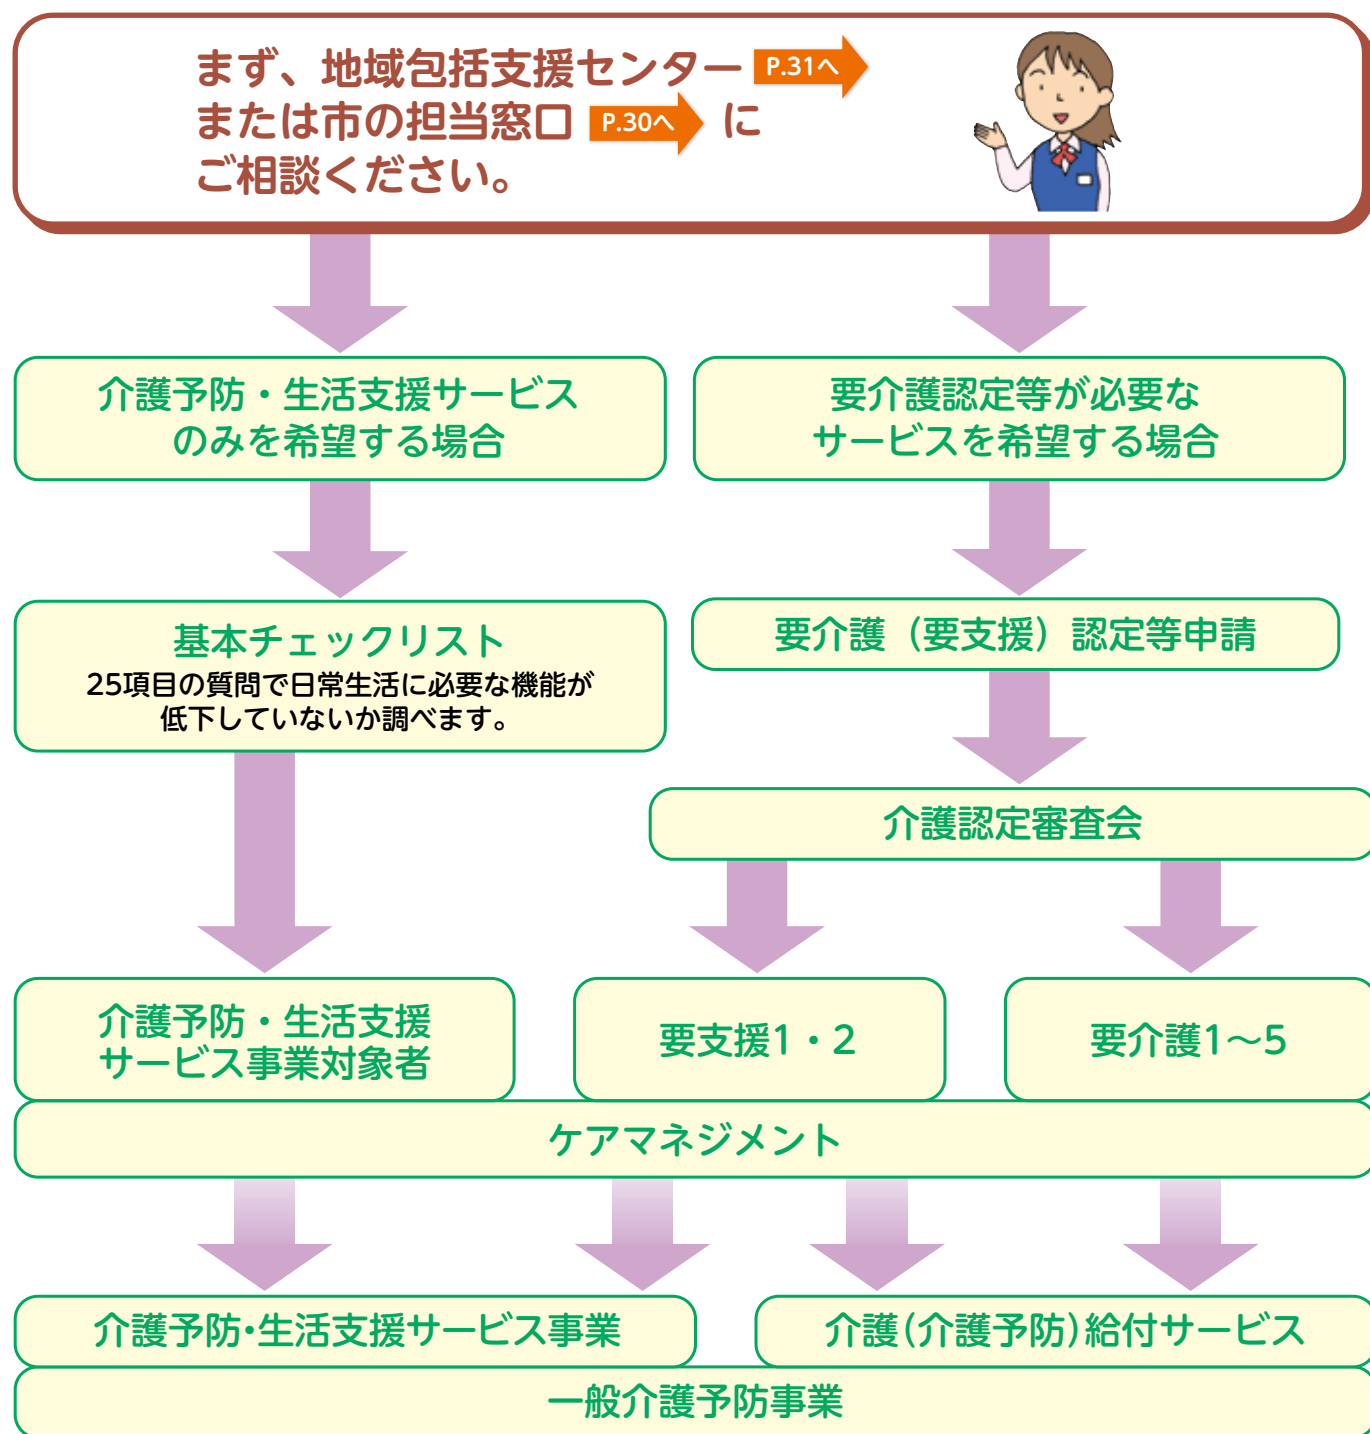 まず、地域包括支援センター P.31へ
または市の担当窓口 P.30へ に
ご相談ください。
介護予防・生活支援サービス
のみを希望する場合
要介護認定等が必要な
サービスを希望する場合
基本チェックリスト
25項目の質問で日常生活に必要な機能が
低下していないか調べます。
要介護（要支援）認定等申請
介護認定審査会
介護予防・生活支援
サービス事業対象者
要支援1・2
要介護1〜5
ケアマネジメント
介護予防・生活支援サービス事業
介護(介護予防)給付サービス
一般介護予防事業